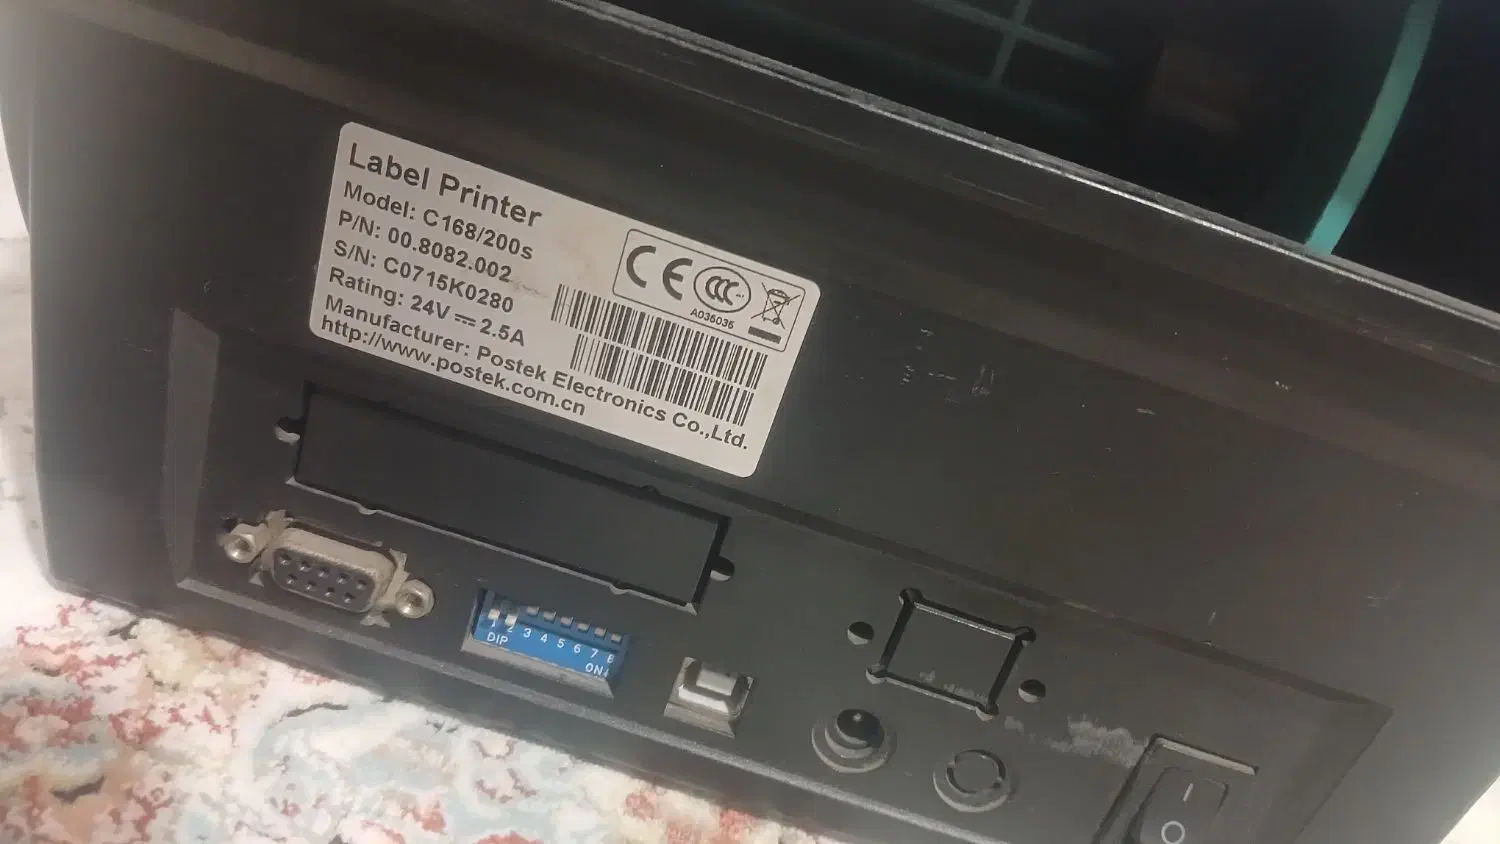 Label Printer
Model: C168/200s
P/N: 00.8082.002
S/N: C0715K0280
Rating: 24V ⎓ 2.5A
Manufacturer: Postek Electronics Co.,Ltd.
http://www.postek.com.cn
CE CCC
A036035
1 2 3 4 5 6 7 8
DIP ON